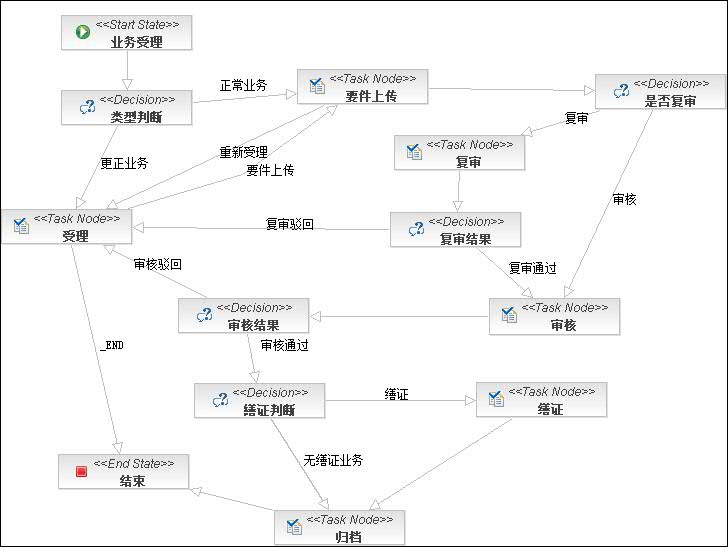 <<Start State>>
业务受理
<<Decision>>
类型判断
正常业务
<<Task Node>>
要件上传
<<Decision>>
是否复审
复审
更正业务
重新受理
要件上传
<<Task Node>>
复审
审核
<<Task Node>>
受理
复审驳回
<<Decision>>
复审结果
审核驳回
复审通过
<<Decision>>
审核结果
<<Task Node>>
审核
_END
审核通过
<<Decision>>
缮证判断
缮证
<<Task Node>>
缮证
无缮证业务
<<End State>>
结束
<<Task Node>>
归档